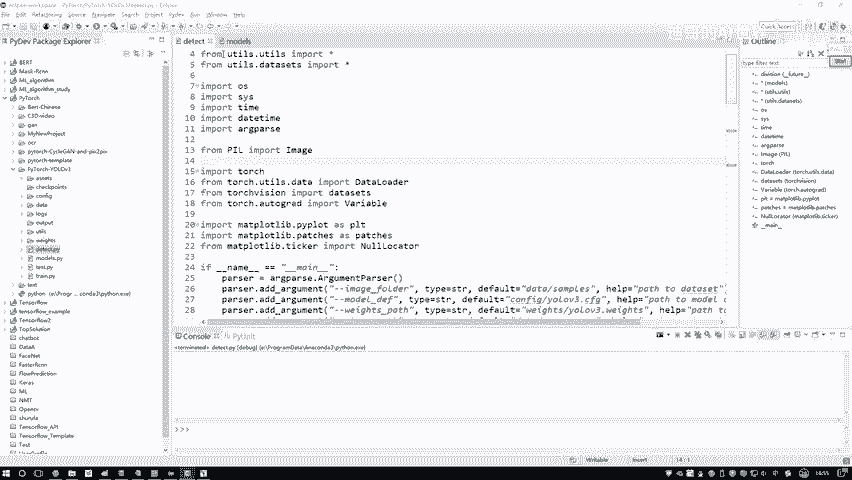 File Edit Refactoring Source Navigate Search Project Pydev Run Window Help
PyDev Package Explorer
BERT
Mask-Rcnn
ML_algorithm
ML_algorithm_study
PyTorch
Bert-Chinese
C3D-video
gan
MyNewProject
ocr
pytorch-CycleGAN-and-pix2pix
pytorch-template
PyTorch-YOLOv3
assets
checkpoints
config
data
logs
output
utils
weights
detect.py
models.py
test.py
train.py
text
Tensorflow
tensorflow_example
Tensorflow2
TopSolution
chatbot
DataA
FaceNet
FasterRcnn
FlowPrediction
Keras
ML
NMT
Opencv
Tensorflow_API
Tensorflow_Template
Test
detect
models
4 from utils.utils import *
5 from utils.datasets import *
6
7 import os
8 import sys
9 import time
10 import datetime
11 import argparse
12
13 from PIL import Image
14
15 import torch
16 from torch.utils.data import DataLoader
17 from torchvision import datasets
18 from torch.autograd import Variable
19
20 import matplotlib.pyplot as plt
21 import matplotlib.patches as patches
22 from matplotlib.ticker import NullLocator
23
24 if __name__ == "__main__":
25 parser = argparse.ArgumentParser()
26 parser.add_argument("--image_folder", type=str, default="data/samples", help="path to dataset")
27 parser.add_argument("--model_def", type=str, default="config/yolov3.cfg", help="path to model d
28 parser.add_argument("--weights_path", type=str, default="weights/yolov3.weights", help="path to
Console
PyUnit
<terminated> detect.py [debug] [e:\ProgramData\Anaconda3\python.exe]
>>>
Outline
type filter text
division (__future__)
* (models)
* (utils.utils)
* (utils.datasets)
os
sys
time
datetime
argparse
Image (PIL)
torch
DataLoader (torch.utils.data)
datasets (torchvision)
Variable (torch.autograd)
plt = matplotlib.pyplot
patches = matplotlib.patches
NullLocator (matplotlib.ticker)
__main__
Writable
Insert
14 : 1